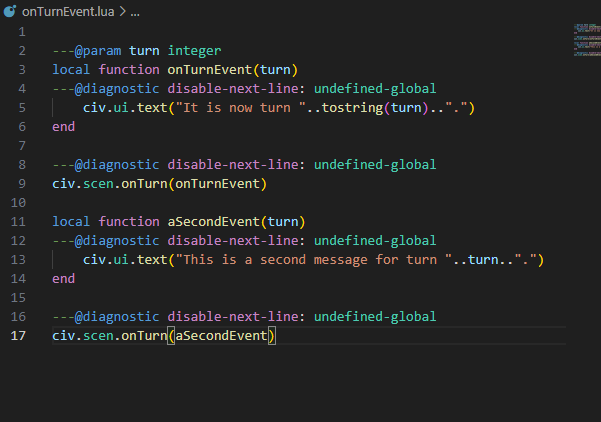 onTurnEvent.lua > ...
1
2 ---@param turn integer
3 local function onTurnEvent(turn)
4 ---@diagnostic disable-next-line: undefined-global
5     civ.ui.text("It is now turn "..tostring(turn)..".")
6 end
7
8 ---@diagnostic disable-next-line: undefined-global
9 civ.scen.onTurn(onTurnEvent)
10
11 local function aSecondEvent(turn)
12 ---@diagnostic disable-next-line: undefined-global
13     civ.ui.text("This is a second message for turn "..turn..".")
14 end
15
16 ---@diagnostic disable-next-line: undefined-global
17 civ.scen.onTurn(aSecondEvent)